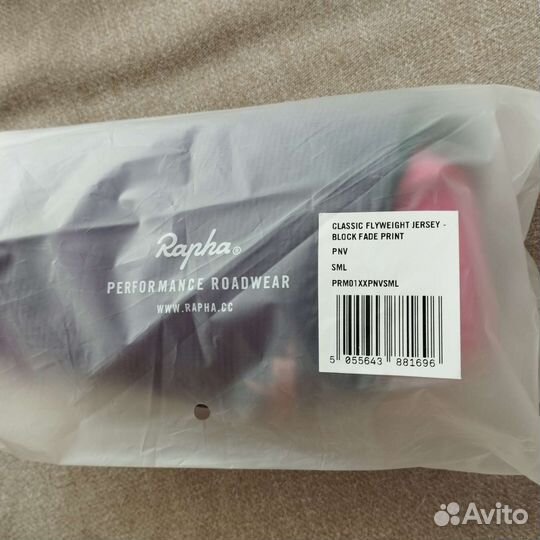 Rapha®
PERFORMANCE ROADWEAR
WWW.RAPHA.CC
CLASSIC FLYWEIGHT JERSEY -
BLOCK FADE PRINT
PNV
SML
PRM01XXPNVSML
5 055643 881696
Avito